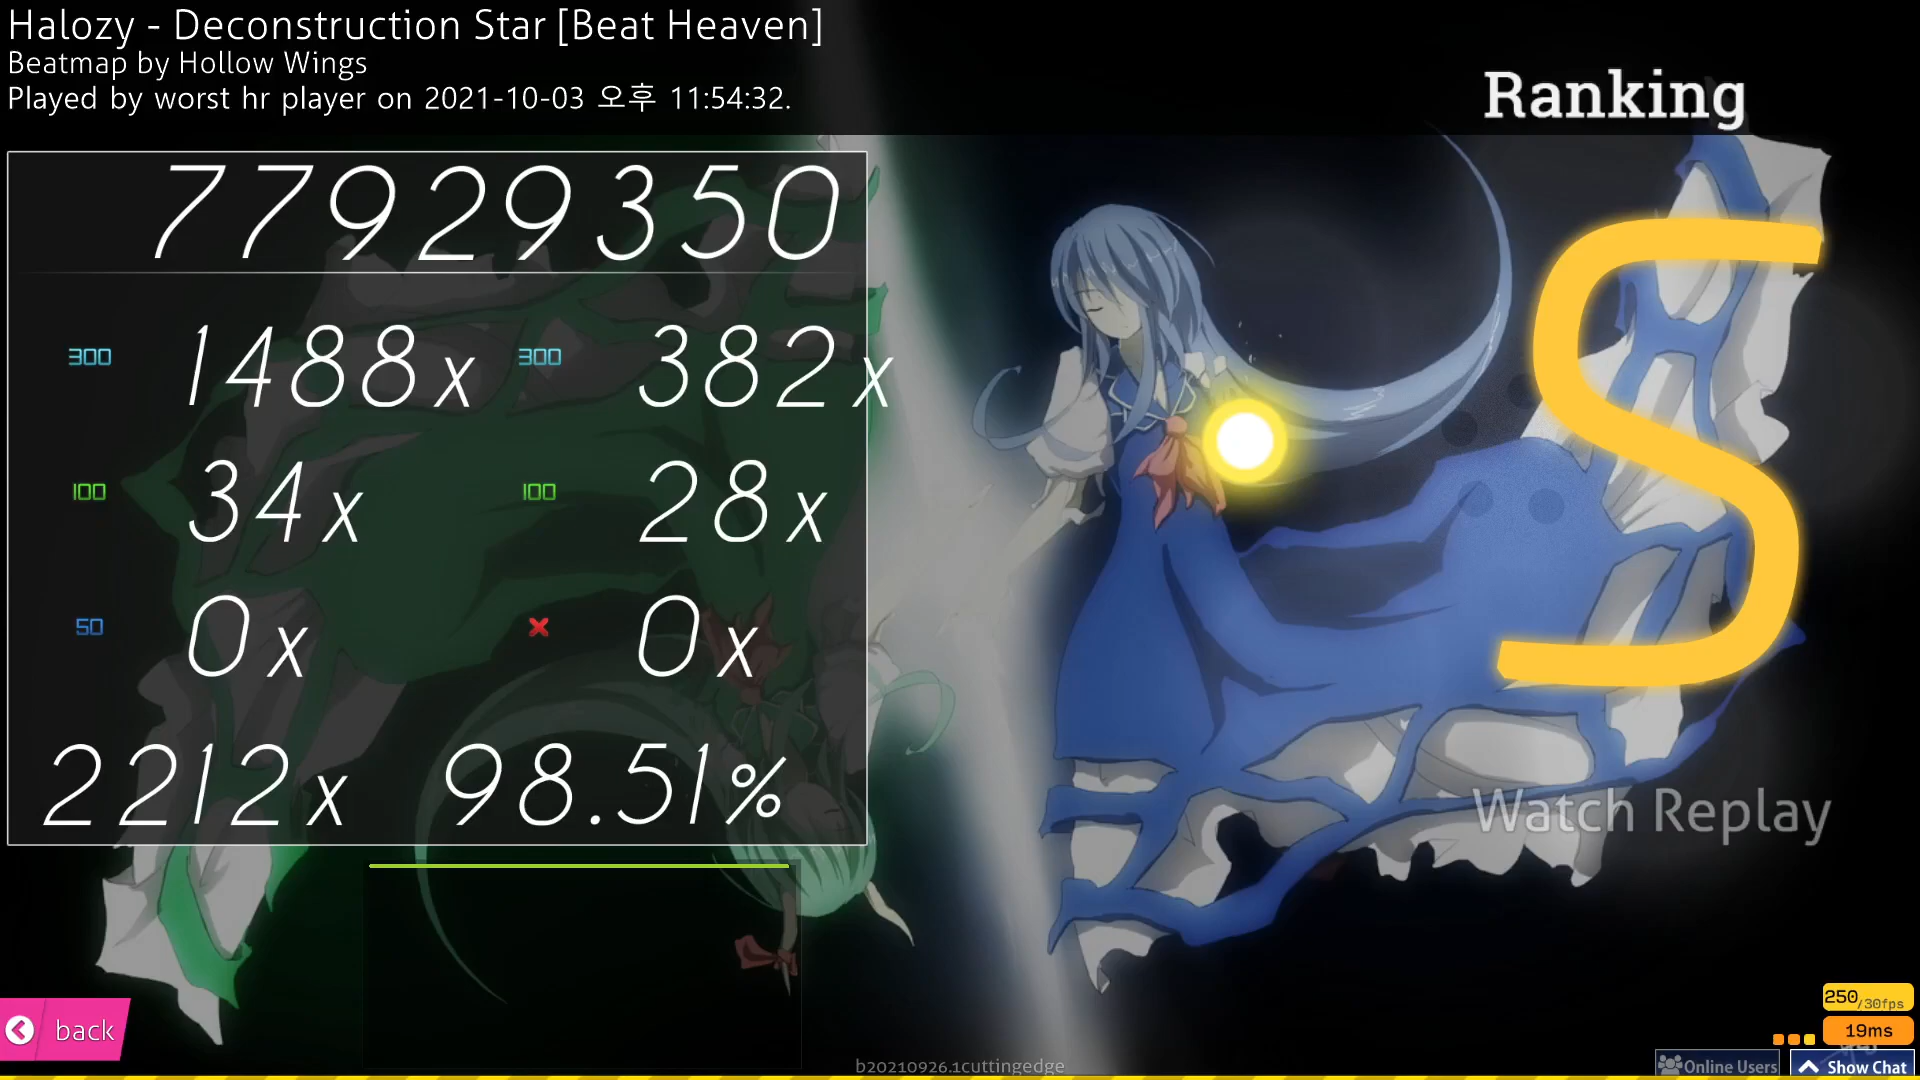 Halozy - Deconstruction Star [Beat Heaven]
Beatmap by Hollow Wings
Played by worst hr player on 2021-10-03 오후 11:54:32.
Ranking
77929350
300 1488x 300 382x
100 34x 100 28x
50 0x 0x
2212x 98.51%
Watch Replay
back
250/30fps
19ms
b20210926.1cuttingedge
Online Users
Show Chat